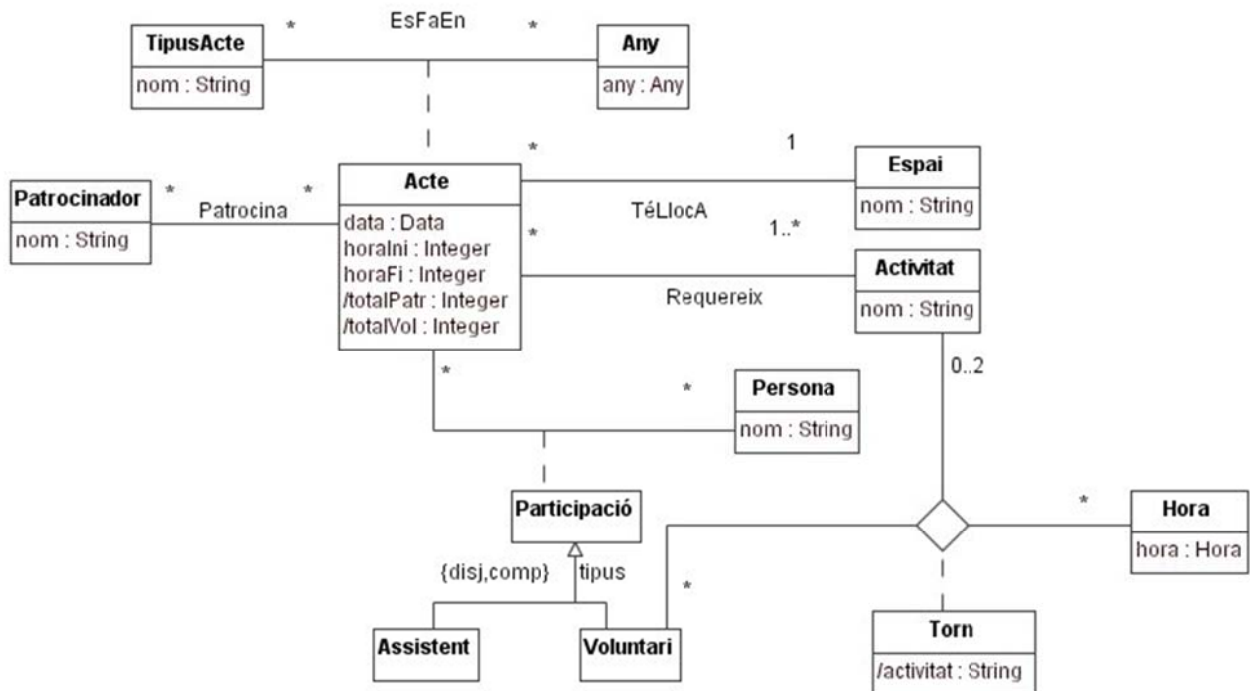 * EsFaEn *
TipusActe
nom : String
Any
any : Any
Patrocinador
nom : String
* Patrocina *
Acte
data : Data
horaIni : Integer
horaFi : Integer
/totalPatr : Integer
/totalVol : Integer
* 1
TéLlocA
Espai
nom : String
* 1..*
Requereix
Activitat
nom : String
0..2
*
*
Persona
nom : String
Participació
{disj,comp} tipus
Assistent
Voluntari
*
*
Hora
hora : Hora
Torn
/activitat : String